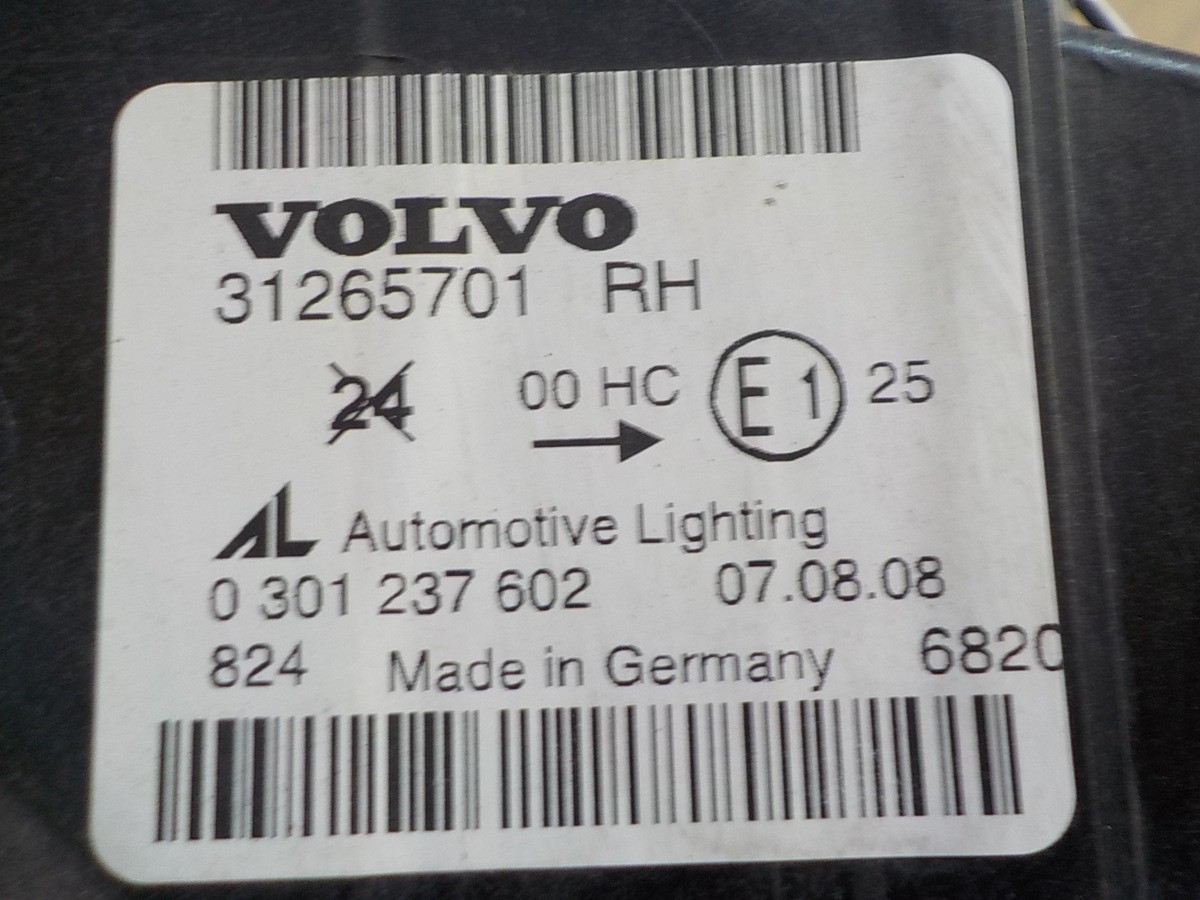 VOLVO
31265701 RH
24 00 HC E1 25
AL Automotive Lighting
0 301 237 602 07.08.08
824 Made in Germany 6820